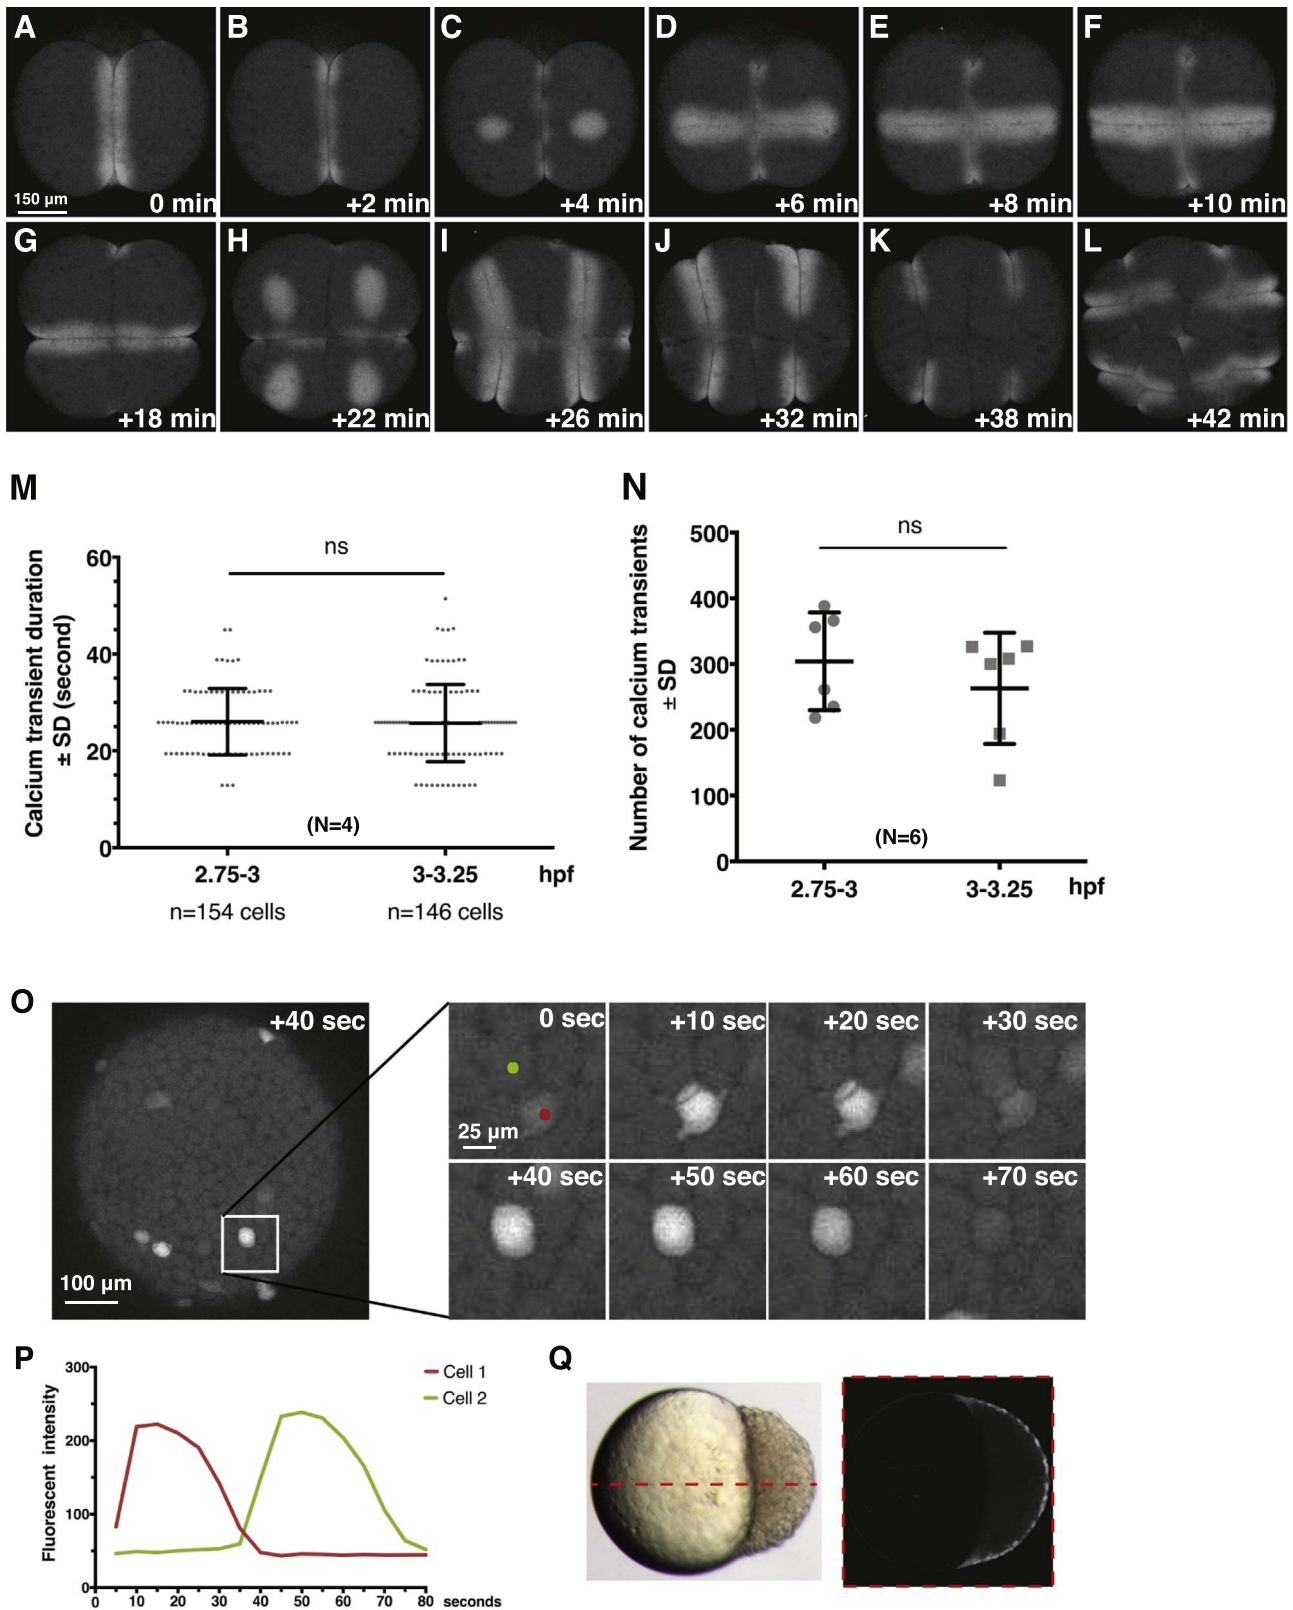 A B C D E F
150 µm 0 min +2 min +4 min +6 min +8 min +10 min
G H I J K L
+18 min +22 min +26 min +32 min +38 min +42 min
M
Calcium transient duration
± SD (second)
60
40
20
0
ns
(N=4)
2.75-3 3-3.25 hpf
n=154 cells n=146 cells
N
Number of calcium transients
± SD
500
400
300
200
100
0
ns
(N=6)
2.75-3 3-3.25 hpf
O
+40 sec
100 µm
0 sec +10 sec +20 sec +30 sec
25 µm
+40 sec +50 sec +60 sec +70 sec
P
Fluorescent intensity
300
200
100
0
Cell 1
Cell 2
0 10 20 30 40 50 60 70 80 seconds
Q